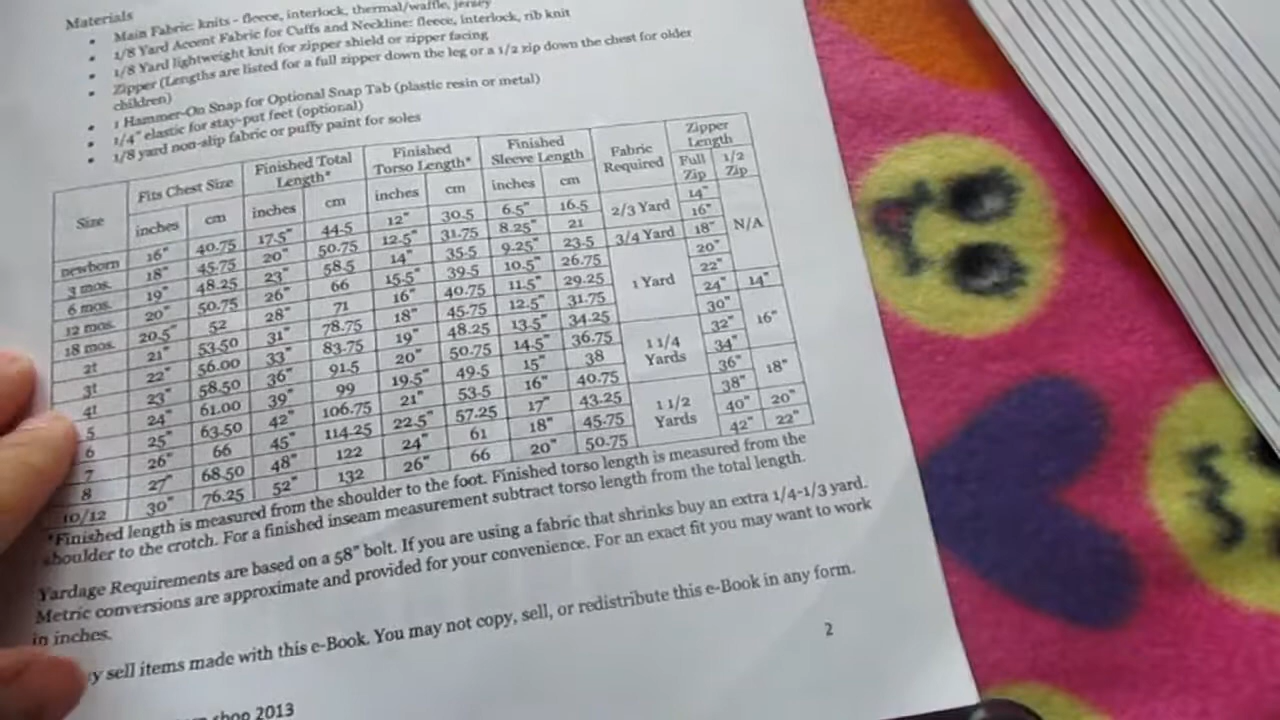 Materials
• Main Fabric: knits - fleece, interlock, thermal/waffle, jersey
• 1/8 Yard Accent Fabric for Cuffs and Neckline: fleece, interlock, rib knit
• 1/8 Yard lightweight knit for zipper shield or zipper facing
• Zipper (Lengths are listed for a full zipper down the leg or a 1/2 zip down the chest for older
children)
• 1 Hammer-On Snap for Optional Snap Tab (plastic resin or metal)
• 1/4" elastic for stay-put feet (optional)
• 1/8 yard non-slip fabric or puffy paint for soles
Size Fits Chest Size Finished Total Length* Finished Torso Length* Finished Sleeve Length Fabric Required Zipper Length
inches cm inches cm inches cm inches cm Full Zip 1/2 Zip
newborn 16" 40.75 17.5" 44.5 12" 30.5 6.5" 16.5 2/3 Yard 14" N/A
3 mos. 18" 45.75 20" 50.75 12.5" 31.75 8.25" 21 16"
6 mos. 19" 48.25 23" 58.5 14" 35.5 9.25" 23.5 3/4 Yard 18"
12 mos. 20" 50.75 26" 66 15.5" 39.5 10.5" 26.75 1 Yard 20"
18 mos. 20.5" 52 28" 71 16" 40.75 11.5" 29.25 22"
2t 21" 53.50 31" 78.75 18" 45.75 12.5" 31.75 24" 14"
3t 22" 56.00 33" 83.75 19" 48.25 13.5" 34.25 30" 16"
4t 23" 58.50 36" 91.5 20" 50.75 14.5" 36.75 1 1/4 Yards 32"
5 24" 61.00 39" 99 19.5" 49.5 15" 38 34"
6 25" 63.50 42" 106.75 21" 53.5 16" 40.75 36" 18"
7 26" 66 45" 114.25 22.5" 57.25 17" 43.25 1 1/2 Yards 38"
8 27" 68.50 48" 122 24" 61 18" 45.75 40" 20"
10/12 30" 76.25 52" 132 26" 66 20" 50.75 42" 22"
*Finished length is measured from the shoulder to the foot. Finished torso length is measured from the
shoulder to the crotch. For a finished inseam measurement subtract torso length from the total length.
Yardage Requirements are based on a 58" bolt. If you are using a fabric that shrinks buy an extra 1/4-1/3 yard.
Metric conversions are approximate and provided for your convenience. For an exact fit you may want to work
in inches.
sell items made with this e-Book. You may not copy, sell, or redistribute this e-Book in any form.
2
shop 2013